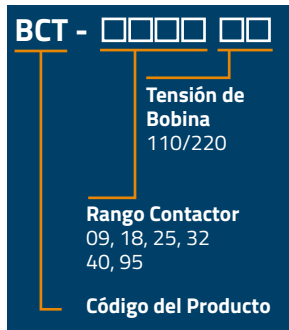 BCT - □□□□ □□
Tensión de
Bobina
110/220
Rango Contactor
09, 18, 25, 32
40, 95
Código del Producto